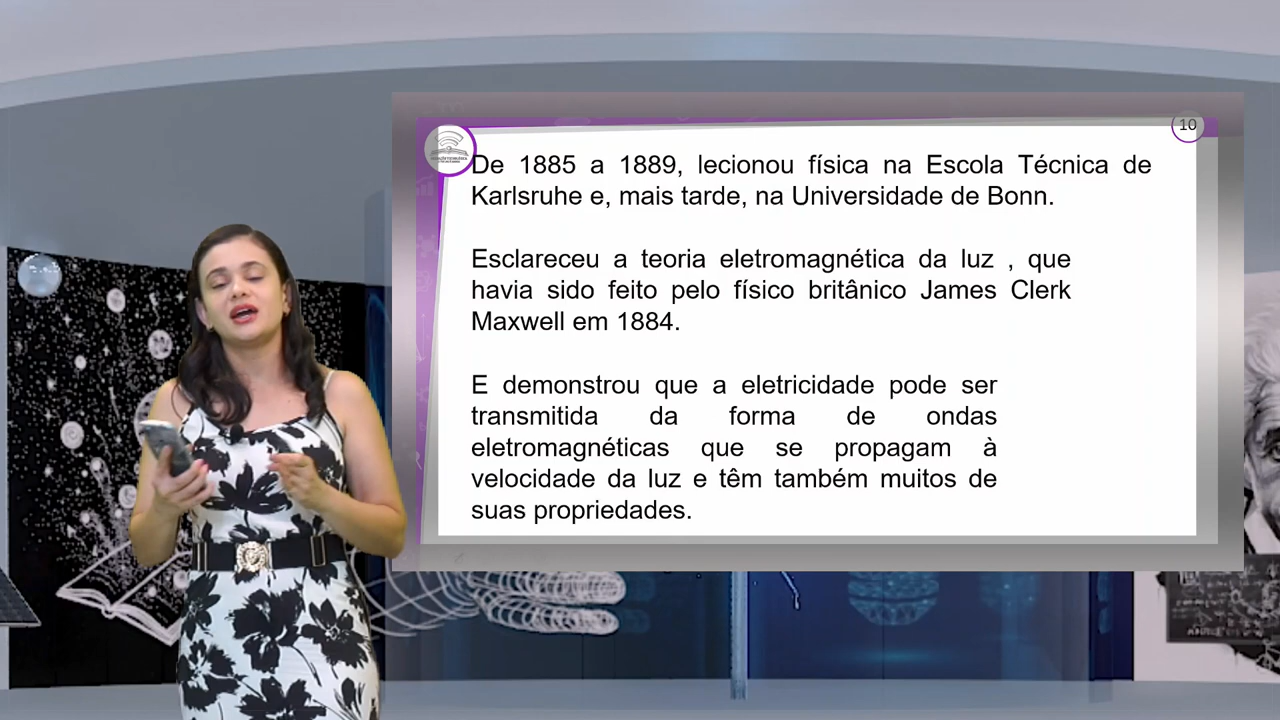 10
De 1885 a 1889, lecionou física na Escola Técnica de
Karlsruhe e, mais tarde, na Universidade de Bonn.
Esclareceu a teoria eletromagnética da luz , que
havia sido feito pelo físico britânico James Clerk
Maxwell em 1884.
E demonstrou que a eletricidade pode ser
transmitida da forma de ondas
eletromagnéticas que se propagam à
velocidade da luz e têm também muitos de
suas propriedades.